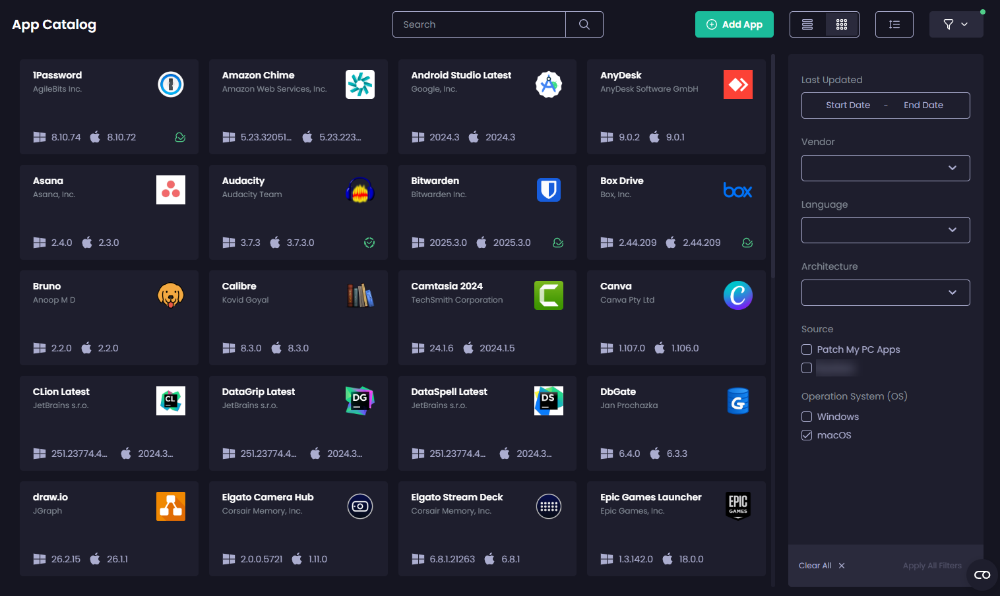 App Catalog
Search
Add App
1Password
AgileBits Inc.
8.10.74
8.10.72
Amazon Chime
Amazon Web Services, Inc.
5.23.32051...
5.23.223...
Android Studio Latest
Google, Inc.
2024.3
2024.3
AnyDesk
AnyDesk Software GmbH
9.0.2
9.0.1
Asana
Asana, Inc.
2.4.0
2.3.0
Audacity
Audacity Team
3.7.3
3.7.3.0
Bitwarden
Bitwarden Inc.
2025.3.0
2025.3.0
Box Drive
Box, Inc.
box
2.44.209
2.44.209
Bruno
Anoop M D
2.2.0
2.2.0
Calibre
Kovid Goyal
8.3.0
8.3.0
Camtasia 2024
TechSmith Corporation
C
24.1.6
2024.1.5
Canva
Canva Pty Ltd
C
1.107.0
1.106.0
CLion Latest
JetBrains s.r.o.
CL
251.23774.4...
2024.3...
DataGrip Latest
JetBrains s.r.o.
DG
251.23774.4...
2024.3...
DataSpell Latest
JetBrains s.r.o.
DS
251.23774.4...
2024.3...
DbGate
Jan Prochazka
G
6.4.0
6.3.3
draw.io
JGraph
26.2.15
26.1.1
Elgato Camera Hub
Corsair Memory, Inc.
2.0.0.5721
1.11.0
Elgato Stream Deck
Corsair Memory, Inc.
6.8.1.21263
6.8.1
Epic Games Launcher
Epic Games, Inc.
EPIC
GAMES
1.3.142.0
18.0.0
Last Updated
Start Date - End Date
Vendor
Language
Architecture
Source
Patch My PC Apps
Operation System (OS)
Windows
macOS
Clear All
Apply All Filters